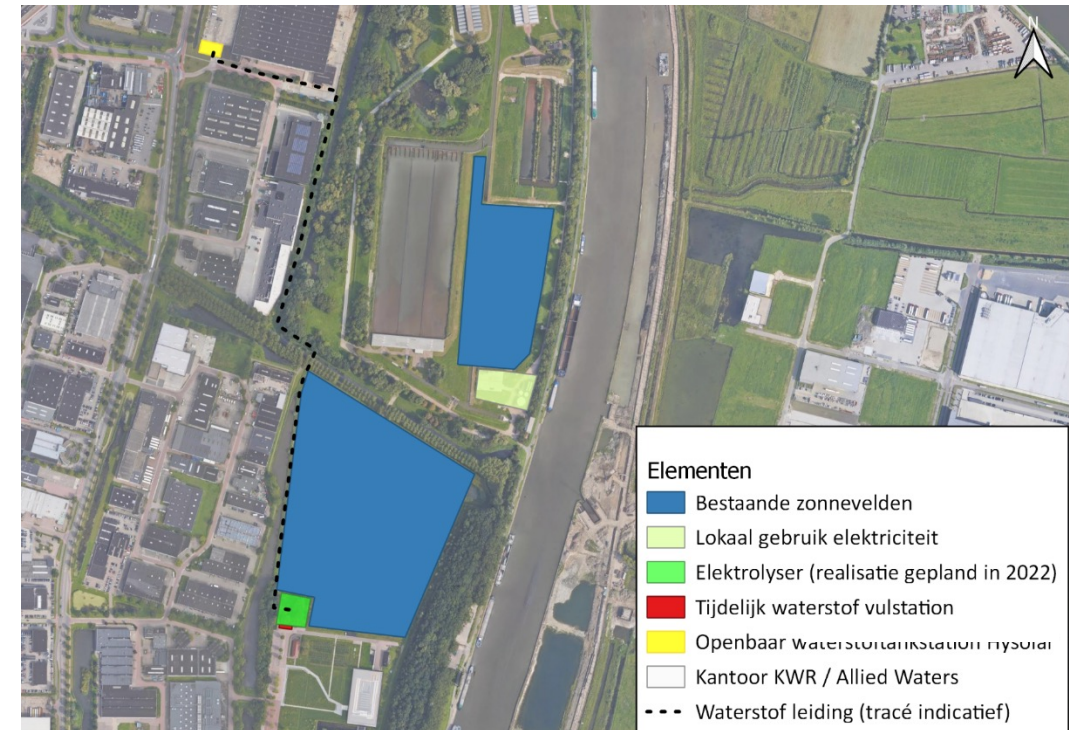 N
Elementen
Bestaande zonnevelden
Lokaal gebruik elektriciteit
Elektrolyser (realisatie gepland in 2022)
Tijdelijk waterstof vulstation
Openbaar waterstoftankstation Hysolar
Kantoor KWR / Allied Waters
Waterstof leiding (tracé indicatief)